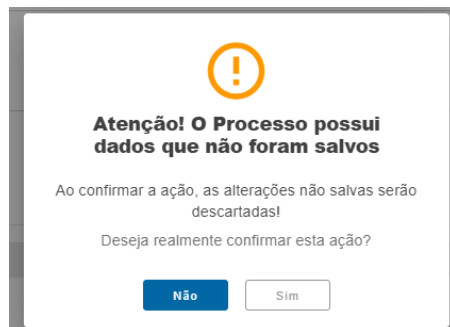 Atenção! O Processo possui
dados que não foram salvos
Ao confirmar a ação, as alterações não salvas serão
descartadas!
Deseja realmente confirmar esta ação?
Não Sim